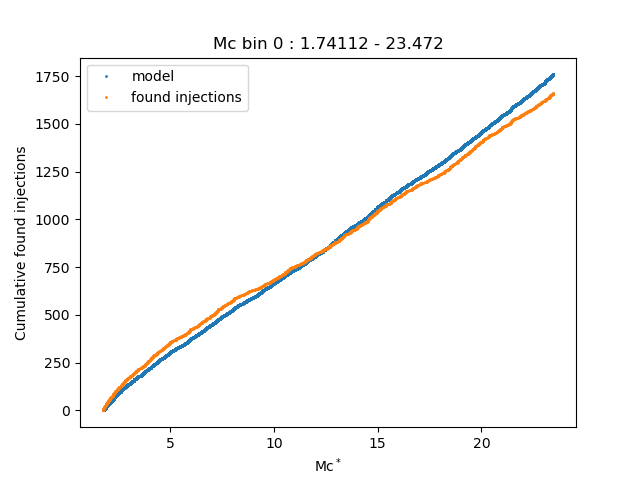 Mc bin 0 : 1.74112 - 23.472
model
found injections
1750
1500
1250
1000
750
500
250
0
Cumulative found injections
5 10 15 20
Mc*